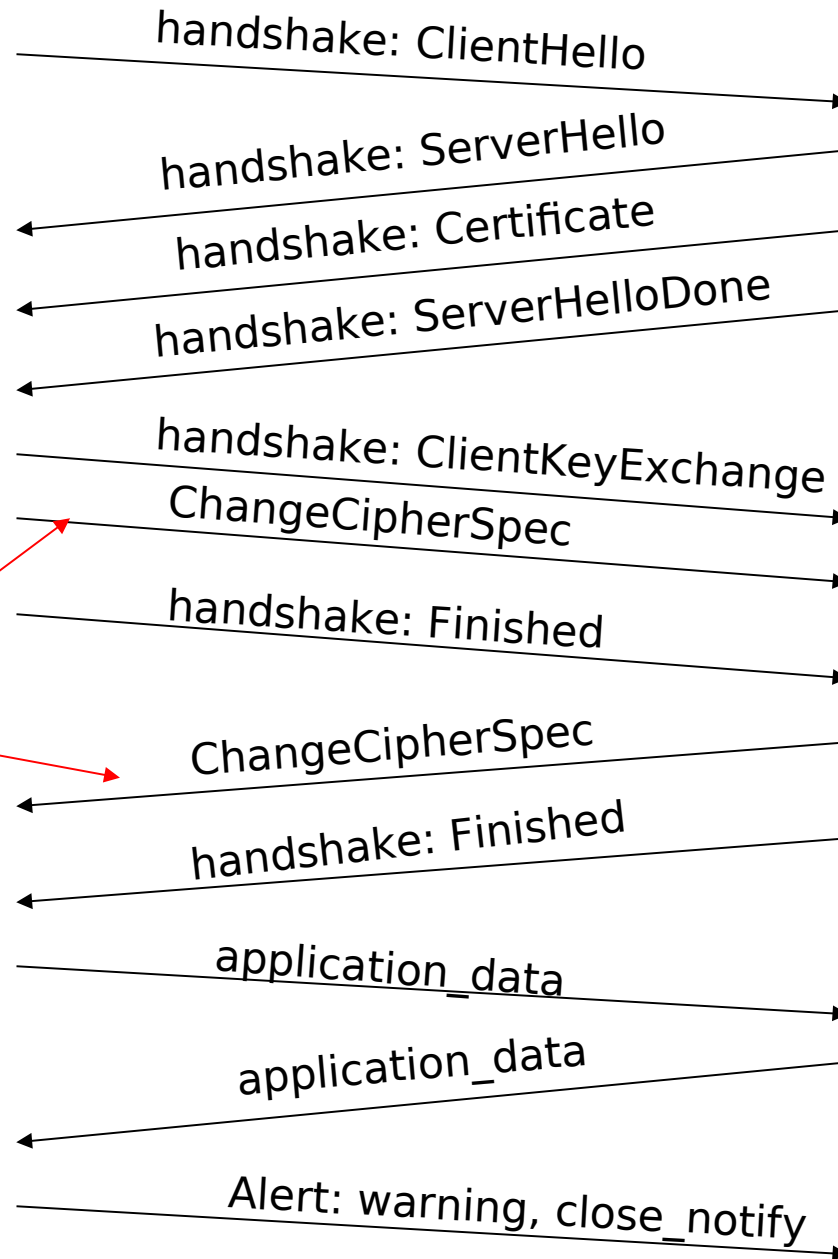 handshake: ClientHello
handshake: ServerHello
handshake: Certificate
handshake: ServerHelloDone
handshake: ClientKeyExchange
ChangeCipherSpec
handshake: Finished
ChangeCipherSpec
handshake: Finished
application_data
application_data
Alert: warning, close_notify